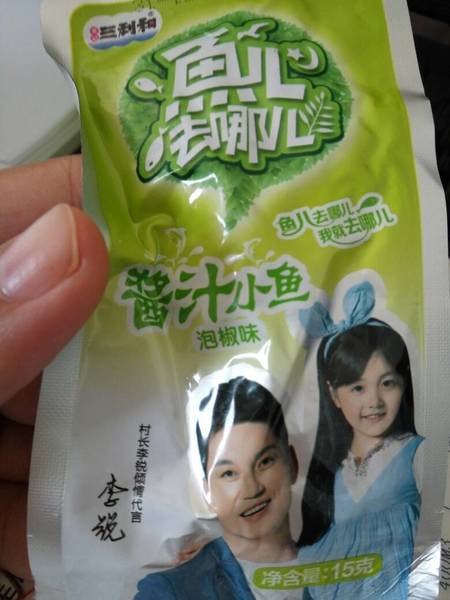 三利和
鱼儿
去哪儿
鱼儿去哪儿
我就去哪儿
酱汁小鱼
泡椒味
村长李锐倾情代言
李锐
净含量:15克